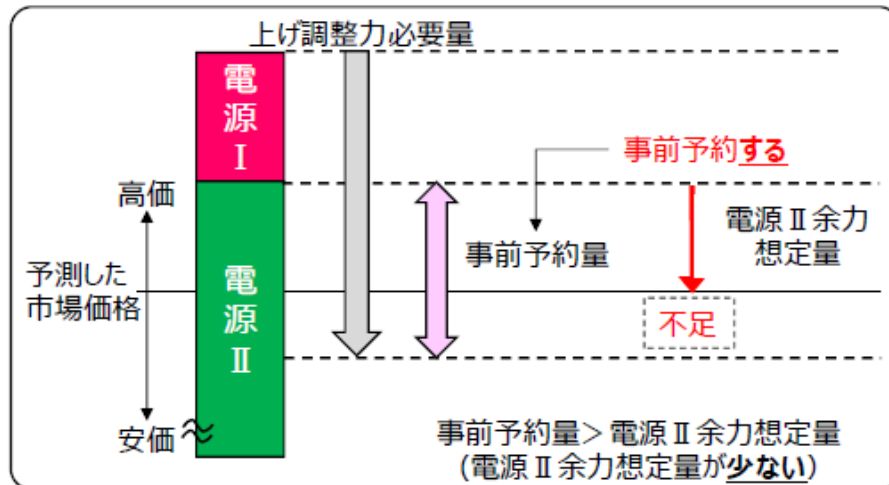 上げ調整力必要量
電源Ⅰ
事前予約する
高価
電源Ⅱ余力
想定量
事前予約量
予測した
市場価格
電源Ⅱ
不足
安価
事前予約量＞電源Ⅱ余力想定量
(電源Ⅱ余力想定量が少ない)